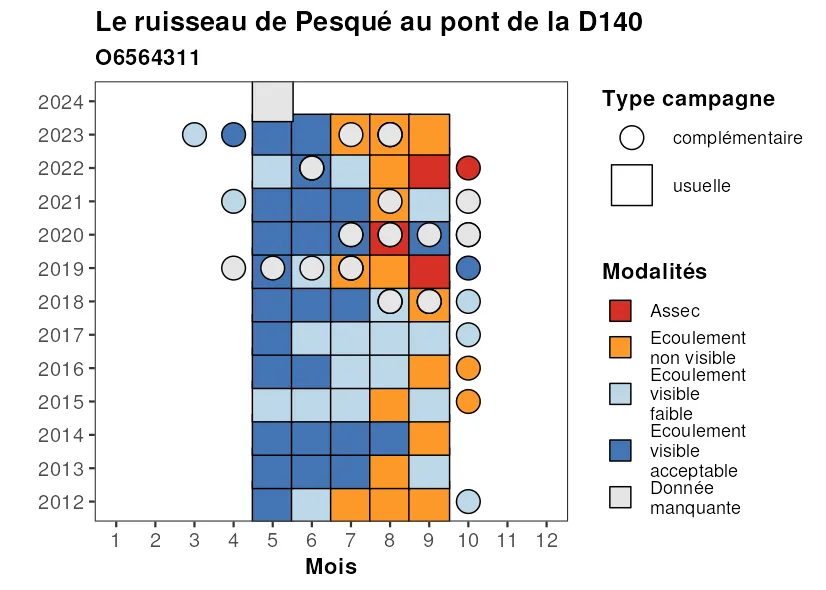 Le ruisseau de Pesqué au pont de la D140
O6564311
2024
2023
2022
2021
2020
2019
2018
2017
2016
2015
2014
2013
2012
1 2 3 4 5 6 7 8 9 10 11 12
Mois
Type campagne
complémentaire
usuelle
Modalités
Assec
Ecoulement
non visible
Ecoulement
visible
faible
Ecoulement
visible
acceptable
Donnée
manquante